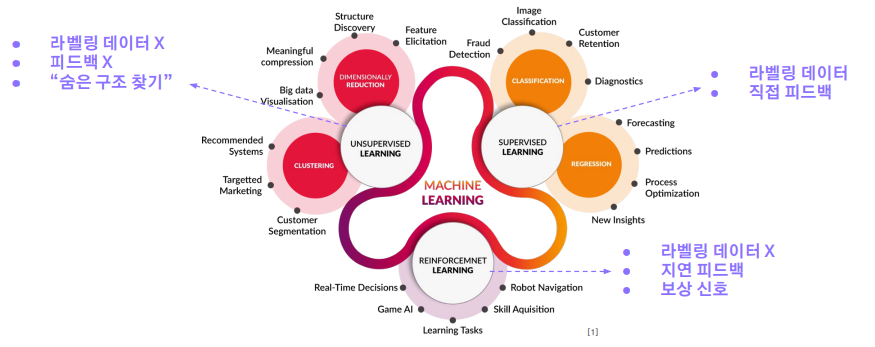 • 라벨링 데이터 X
• 피드백 X
• “숨은 구조 찾기”
Structure
Discovery
Feature
Elicitation
Meaningful
compression
Big data
Visualisation
DIMENSIONALLY
REDUCTION
UNSUPERVISED
LEARNING
CLUSTERING
Recommended
Systems
Targetted
Marketing
Customer
Segmentation
Image
Classification
Fraud
Detection
Customer
Retention
CLASSIFICATION
Diagnostics
SUPERVISED
LEARNING
REGRESSION
Forecasting
Predictions
Process
Optimization
New Insights
• 라벨링 데이터
• 직접 피드백
MACHINE
LEARNING
REINFORCEMNET
LEARNING
Real-Time Decisions
Robot Navigation
Game AI
Skill Aquisition
Learning Tasks
• 라벨링 데이터 X
• 지연 피드백
• 보상 신호
[1]